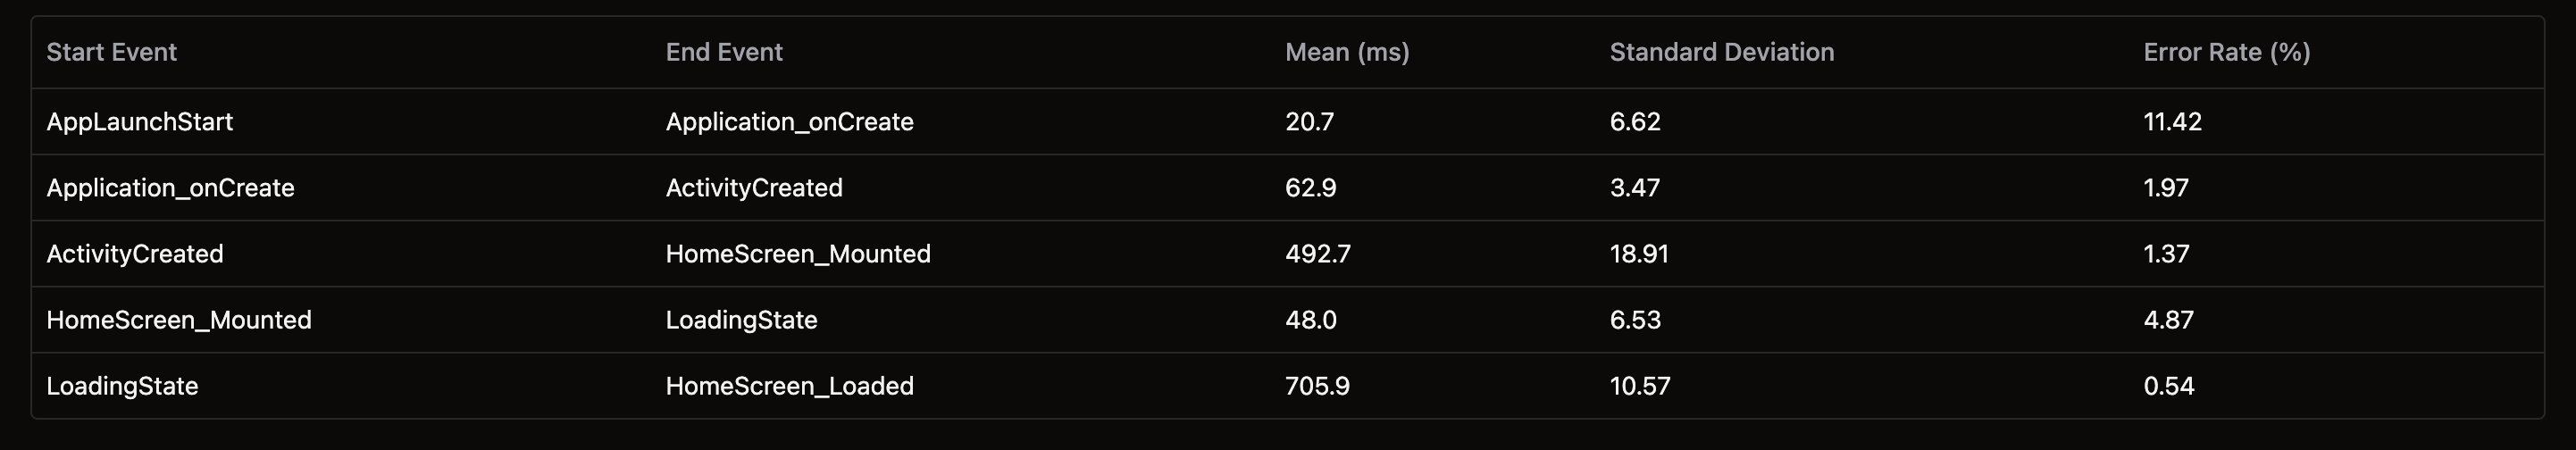 Start Event End Event Mean (ms) Standard Deviation Error Rate (%)
AppLaunchStart Application_onCreate 20.7 6.62 11.42
Application_onCreate ActivityCreated 62.9 3.47 1.97
ActivityCreated HomeScreen_Mounted 492.7 18.91 1.37
HomeScreen_Mounted LoadingState 48.0 6.53 4.87
LoadingState HomeScreen_Loaded 705.9 10.57 0.54